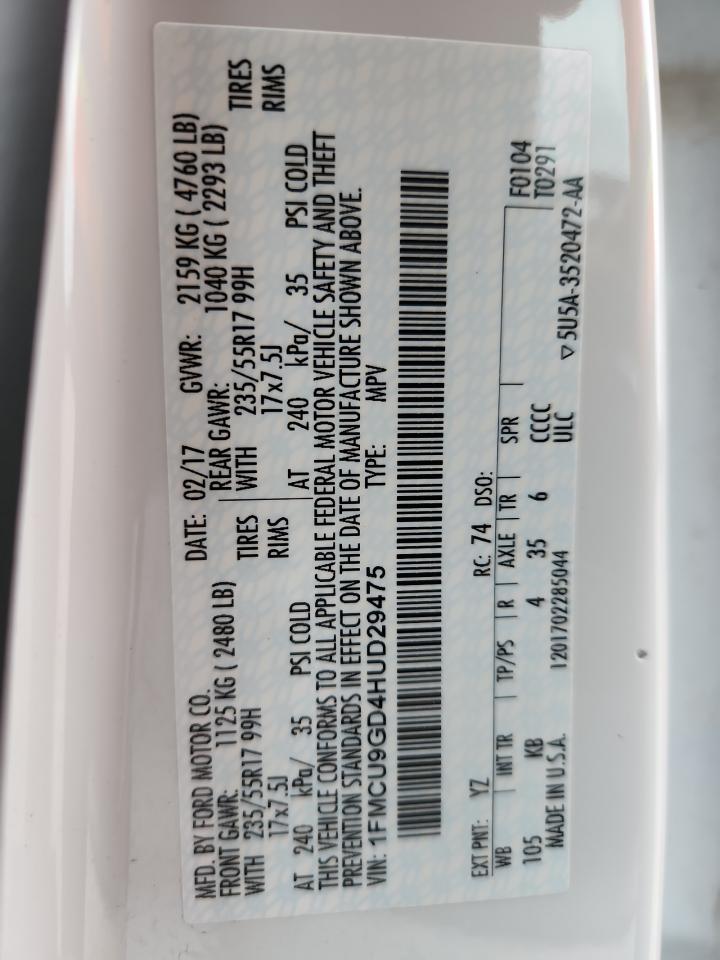 MFD. BY FORD MOTOR CO. DATE: 02/17 GVWR: 2159 KG ( 4760 LB)
FRONT GAWR: 1125 KG ( 2480 LB) REAR GAWR: 1040 KG ( 2293 LB)
WITH 235/55R17 99H TIRES WITH 235/55R17 99H TIRES
17x7.5J RIMS 17x7.5J RIMS
AT 240 kPa/ 35 PSI COLD AT 240 kPa/ 35 PSI COLD
THIS VEHICLE CONFORMS TO ALL APPLICABLE FEDERAL MOTOR VEHICLE SAFETY AND THEFT
PREVENTION STANDARDS IN EFFECT ON THE DATE OF MANUFACTURE SHOWN ABOVE.
VIN: 1FMCU9GD4HUD29475 TYPE: MPV
EXT PNT: YZ RC: 74 DSO: F0104
WB INT TR TP/PS R AXLE TR SPR T0291
105 KB 4 35 6 CCCC
MADE IN U.S.A. 1201702285044 ULC ▽5U5A-3520472-AA